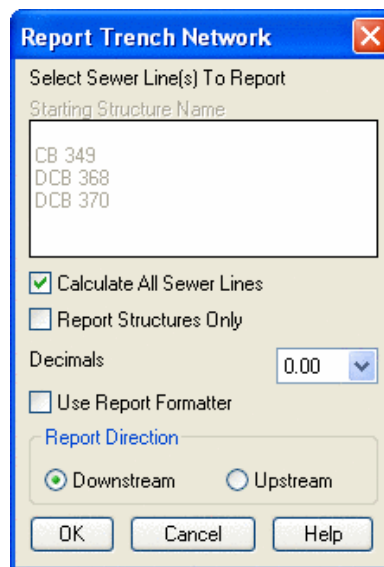 Report Trench Network
Select Sewer Line(s) To Report
Starting Structure Name
CB 349
DCB 368
DCB 370
Calculate All Sewer Lines
Report Structures Only
Decimals 0.00
Use Report Formatter
Report Direction
Downstream Upstream
OK Cancel Help